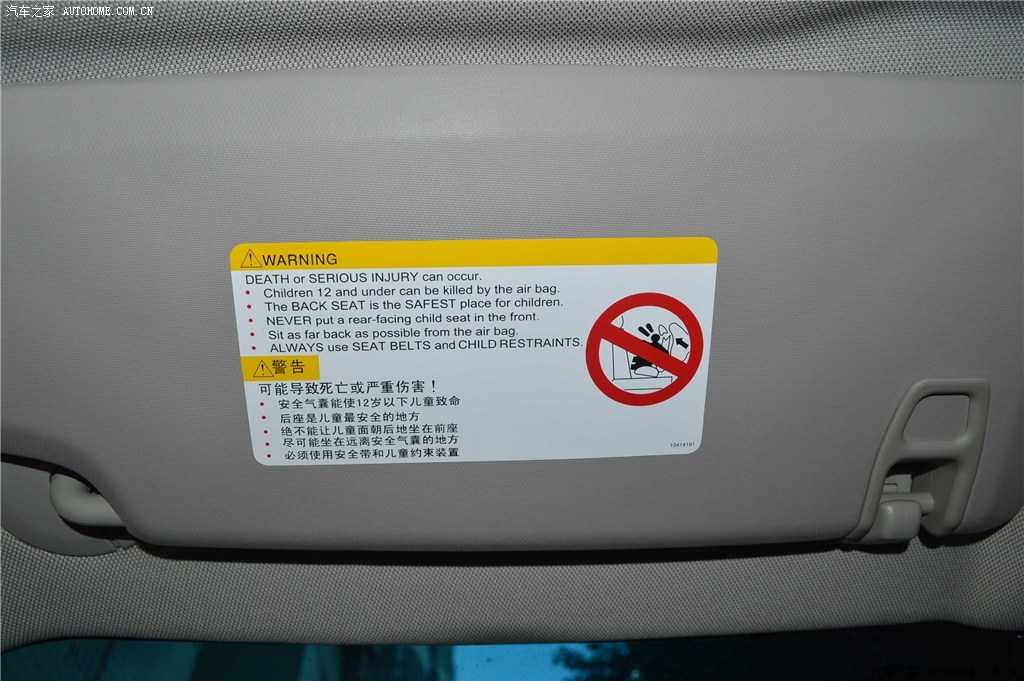 汽车之家 AUTOHOME.COM.CN
WARNING
DEATH or SERIOUS INJURY can occur.
• Children 12 and under can be killed by the air bag.
• The BACK SEAT is the SAFEST place for children.
• NEVER put a rear-facing child seat in the front.
• Sit as far back as possible from the air bag.
• ALWAYS use SEAT BELTS and CHILD RESTRAINTS.
警告
可能导致死亡或严重伤害！
• 安全气囊能使12岁以下儿童致命
• 后座是儿童最安全的地方
• 绝不能让儿童面朝后地坐在前座
• 尽可能坐在远离安全气囊的地方
• 必须使用安全带和儿童约束装置
10414191